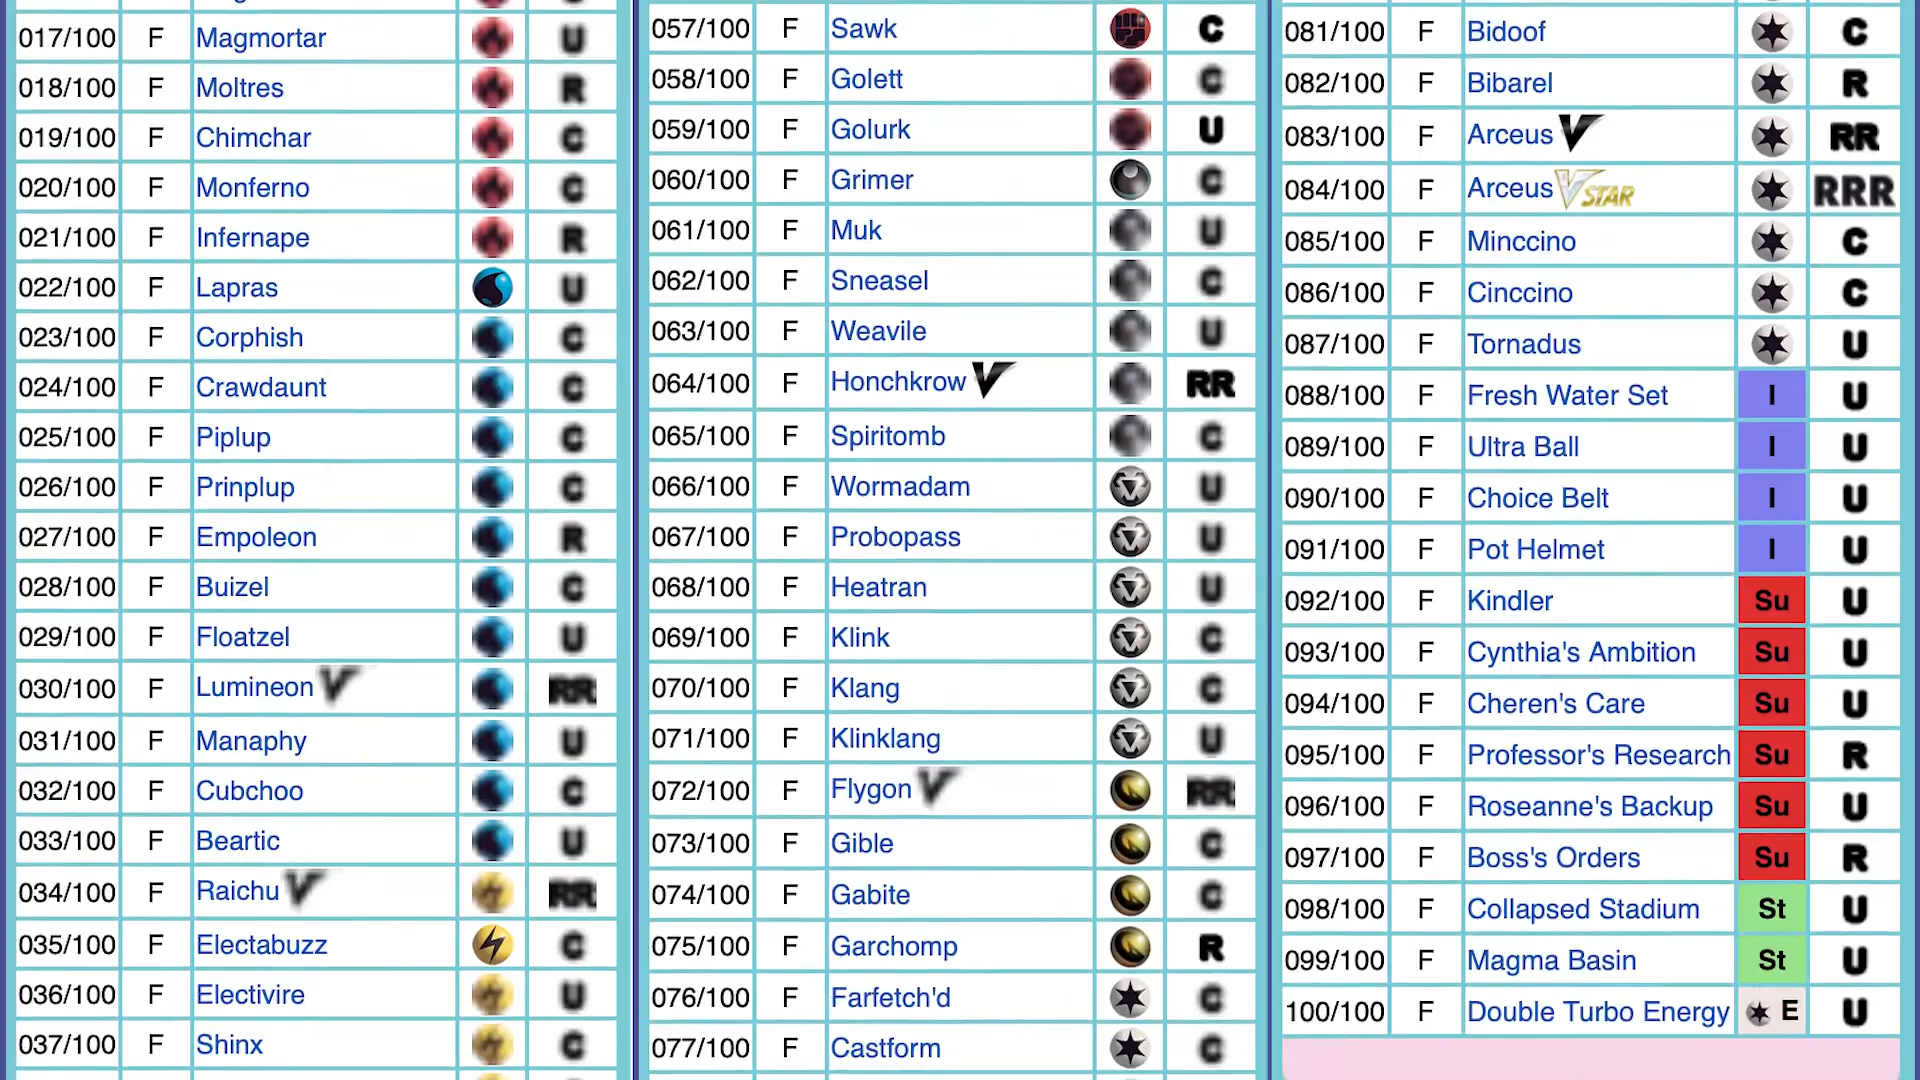 017/100 F Magmortar U
018/100 F Moltres R
019/100 F Chimchar C
020/100 F Monferno C
021/100 F Infernape R
022/100 F Lapras U
023/100 F Corphish C
024/100 F Crawdaunt C
025/100 F Piplup C
026/100 F Prinplup C
027/100 F Empoleon R
028/100 F Buizel C
029/100 F Floatzel U
030/100 F Lumineon V RR
031/100 F Manaphy U
032/100 F Cubchoo C
033/100 F Beartic U
034/100 F Raichu V RR
035/100 F Electabuzz C
036/100 F Electivire U
037/100 F Shinx C
057/100 F Sawk C
058/100 F Golett C
059/100 F Golurk U
060/100 F Grimer C
061/100 F Muk U
062/100 F Sneasel C
063/100 F Weavile U
064/100 F Honchkrow V RR
065/100 F Spiritomb C
066/100 F Wormadam U
067/100 F Probopass U
068/100 F Heatran U
069/100 F Klink C
070/100 F Klang C
071/100 F Klinklang U
072/100 F Flygon V RR
073/100 F Gible C
074/100 F Gabite C
075/100 F Garchomp R
076/100 F Farfetch'd C
077/100 F Castform C
081/100 F Bidoof C
082/100 F Bibarel R
083/100 F Arceus V RR
084/100 F Arceus VSTAR RRR
085/100 F Minccino C
086/100 F Cinccino C
087/100 F Tornadus U
088/100 F Fresh Water Set I U
089/100 F Ultra Ball I U
090/100 F Choice Belt I U
091/100 F Pot Helmet I U
092/100 F Kindler Su U
093/100 F Cynthia's Ambition Su U
094/100 F Cheren's Care Su U
095/100 F Professor's Research Su R
096/100 F Roseanne's Backup Su U
097/100 F Boss's Orders Su R
098/100 F Collapsed Stadium St U
099/100 F Magma Basin St U
100/100 F Double Turbo Energy E U